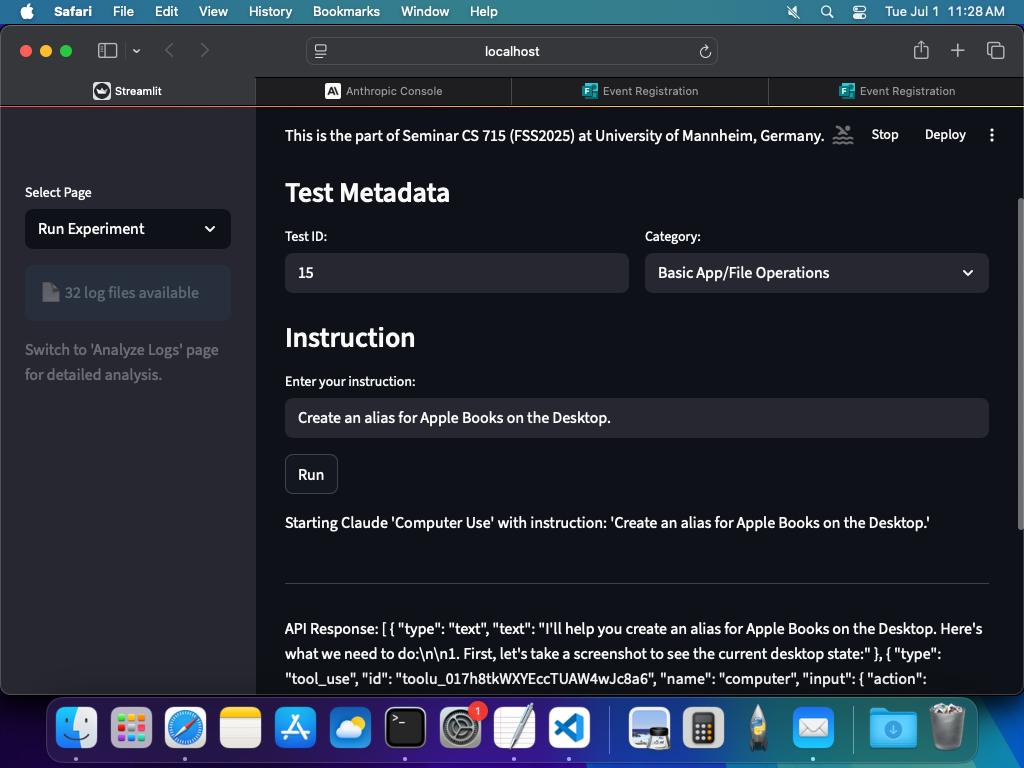 Safari File Edit View History Bookmarks Window Help Tue Jul 1 11:28 AM
localhost
Streamlit
Anthropic Console
Event Registration
Event Registration
This is the part of Seminar CS 715 (FSS2025) at University of Mannheim, Germany.
Stop
Deploy
Select Page
Run Experiment
32 log files available
Switch to 'Analyze Logs' page
for detailed analysis.
Test Metadata
Test ID:
Category:
15
Basic App/File Operations
Instruction
Enter your instruction:
Create an alias for Apple Books on the Desktop.
Run
Starting Claude 'Computer Use' with instruction: 'Create an alias for Apple Books on the Desktop.'
API Response: [ { "type": "text", "text": "I'll help you create an alias for Apple Books on the Desktop. Here's
what we need to do:\n\n1. First, let's take a screenshot to see the current desktop state:" }, { "type":
"tool_use", "id": "toolu_017h8tkWXYEccTUAW4wJc8a6", "name": "computer", "input": { "action":
1